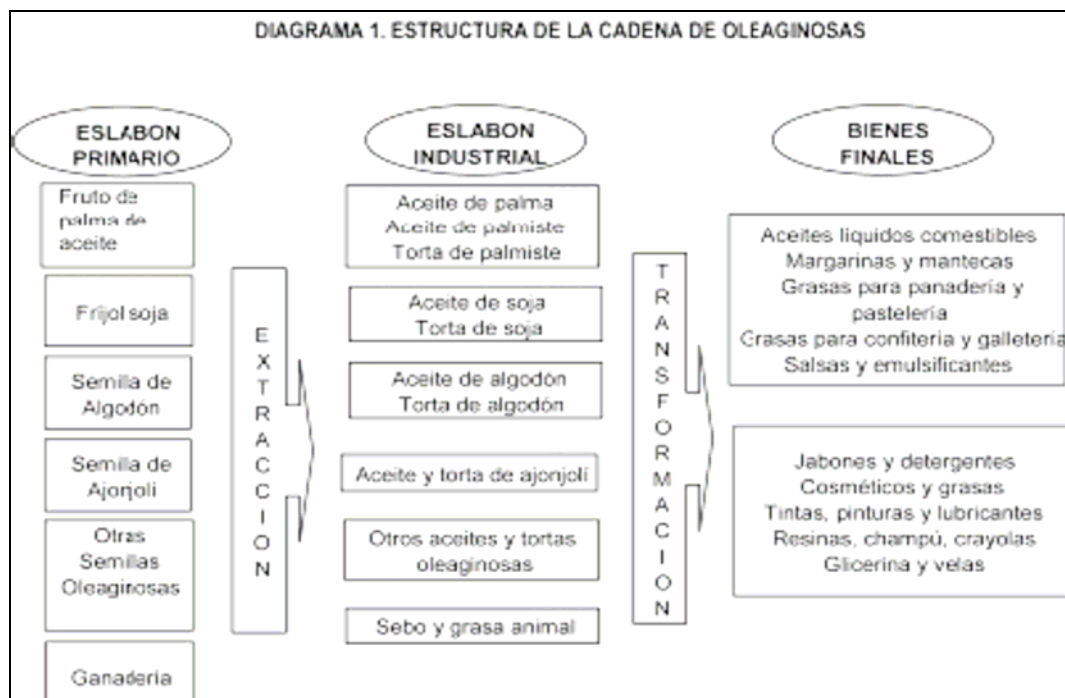 DIAGRAMA 1. ESTRUCTURA DE LA CADENA DE OLEAGINOSAS
ESLABON
PRIMARIO
Fruto de
palma de
aceite
Frijol soja
Semilla de
Algodón
Semilla de
Ajonjolí
Otras
Semillas
Oleaginosas
Ganadería
EXTRACCION
ESLABON
INDUSTRIAL
Aceite de palma
Aceite de palmiste
Torta de palmiste
Aceite de soja
Torta de soja
Aceite de algodón
Torta de algodón
Aceite y torta de ajonjolí
Otros aceites y tortas
oleaginosas
Sebo y grasa animal
TRANSFORMACION
BIENES
FINALES
Aceites líquidos comestibles
Margarinas y mantecas
Grasas para panadería y
pastelería
Grasas para confitería y galletería
Salsas y emulsificantes
Jabones y detergentes
Cosméticos y grasas
Tintas, pinturas y lubricantes
Resinas, champú, crayolas
Glicerina y velas